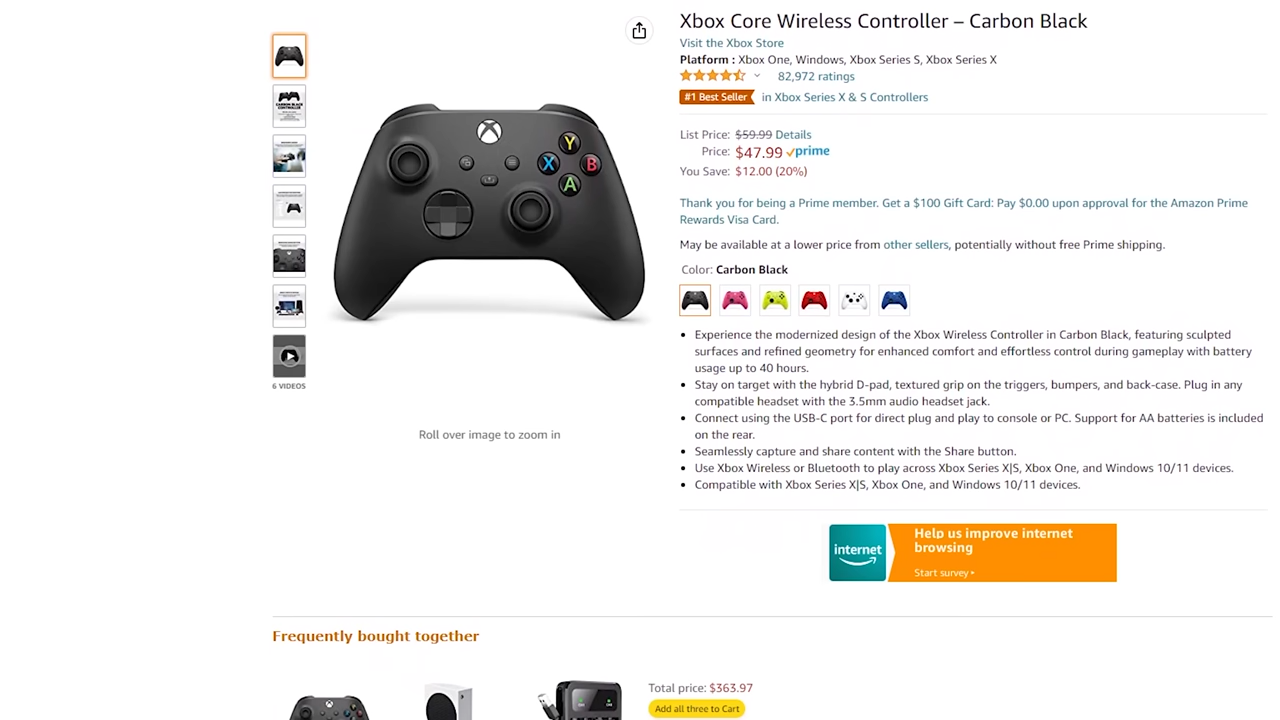 Xbox Core Wireless Controller – Carbon Black
Visit the Xbox Store
Platform : Xbox One, Windows, Xbox Series S, Xbox Series X
82,972 ratings
#1 Best Seller in Xbox Series X & S Controllers
List Price: $59.99 Details
Price: $47.99 prime
You Save: $12.00 (20%)
Thank you for being a Prime member. Get a $100 Gift Card: Pay $0.00 upon approval for the Amazon Prime
Rewards Visa Card.
May be available at a lower price from other sellers, potentially without free Prime shipping.
Color: Carbon Black
Experience the modernized design of the Xbox Wireless Controller in Carbon Black, featuring sculpted
surfaces and refined geometry for enhanced comfort and effortless control during gameplay with battery
usage up to 40 hours.
Stay on target with the hybrid D-pad, textured grip on the triggers, bumpers, and back-case. Plug in any
compatible headset with the 3.5mm audio headset jack.
Connect using the USB-C port for direct plug and play to console or PC. Support for AA batteries is included
on the rear.
Seamlessly capture and share content with the Share button.
Use Xbox Wireless or Bluetooth to play across Xbox Series X|S, Xbox One, and Windows 10/11 devices.
Compatible with Xbox Series X|S, Xbox One, and Windows 10/11 devices.
Y
X B
A
CARBON BLACK
CONTROLLER
6 VIDEOS
Roll over image to zoom in
internet
Help us improve internet
browsing
Start survey
Frequently bought together
Total price: $363.97
Add all three to Cart